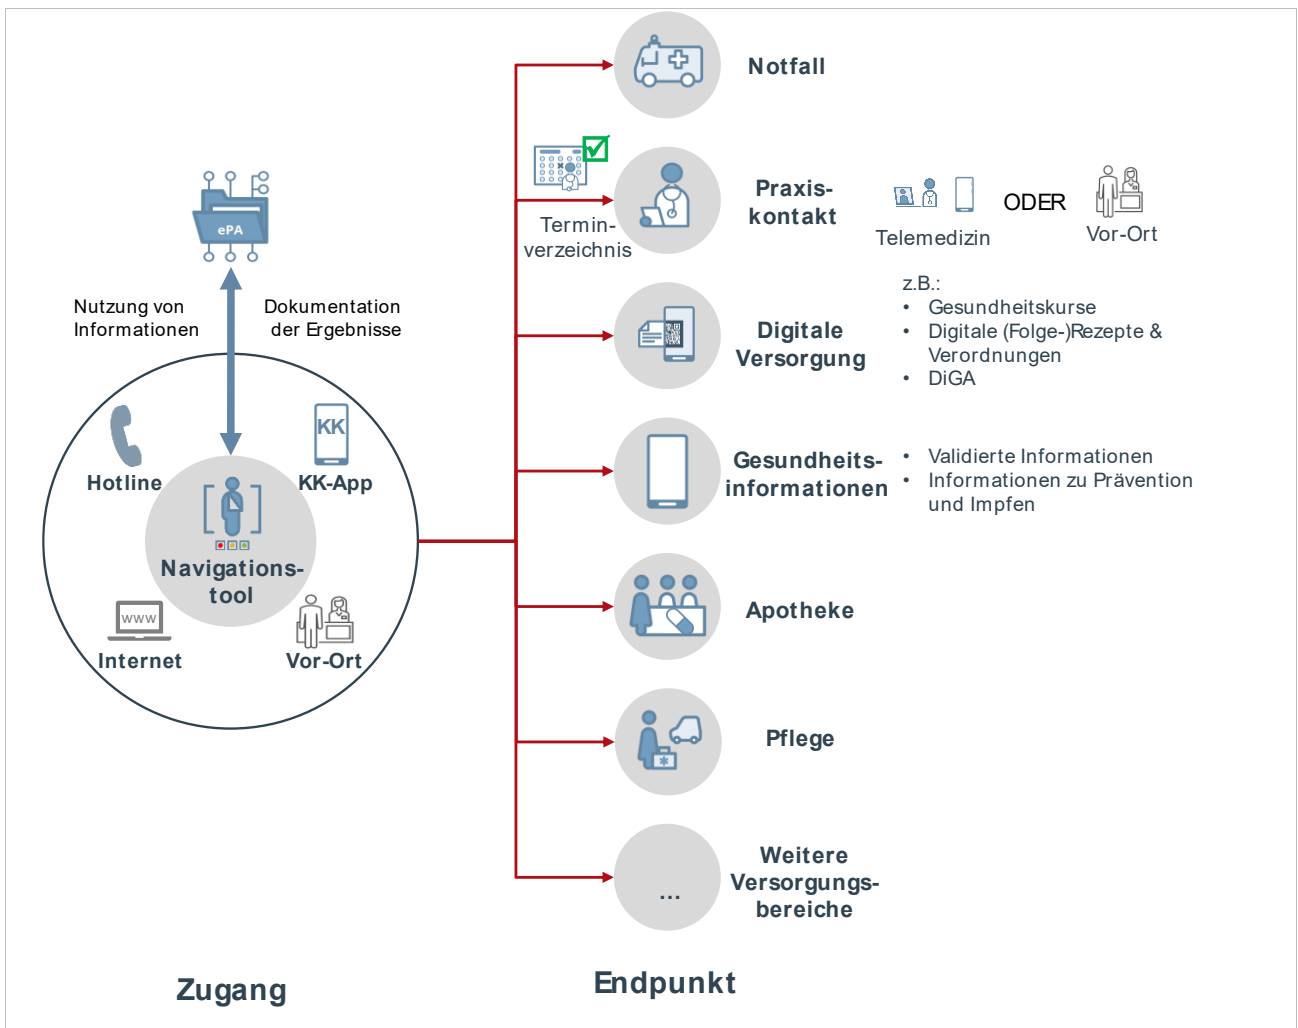 Notfall
Termin-
verzeichnis
Praxis-
kontakt
Telemedizin
ODER
Vor-Ort
ePA
Nutzung von
Informationen
Dokumentation
der Ergebnisse
z.B.:
• Gesundheitskurse
• Digitale (Folge-)Rezepte &
Verordnungen
• DiGA
Digitale
Versorgung
KK
Hotline
KK-App
Navigations-
tool
www
Internet
Vor-Ort
Gesundheits-
informationen
• Validierte Informationen
• Informationen zu Prävention
und Impfen
Apotheke
Pflege
...
Weitere
Versorgungs-
bereiche
Zugang
Endpunkt